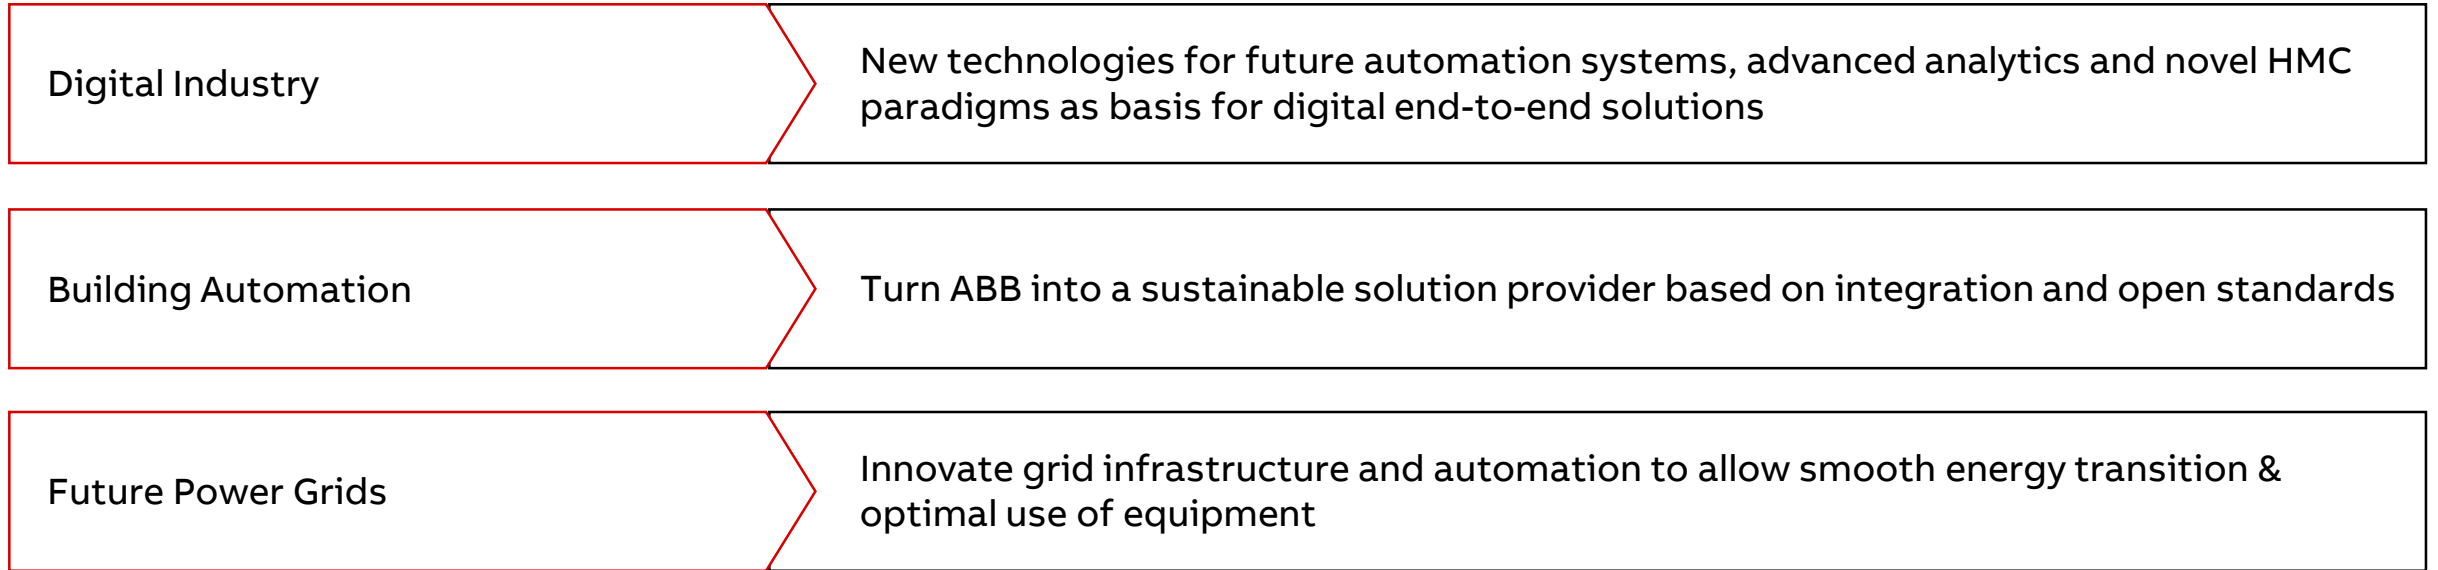 Digital Industry
New technologies for future automation systems, advanced analytics and novel HMC
paradigms as basis for digital end-to-end solutions
Building Automation
Turn ABB into a sustainable solution provider based on integration and open standards
Future Power Grids
Innovate grid infrastructure and automation to allow smooth energy transition &
optimal use of equipment